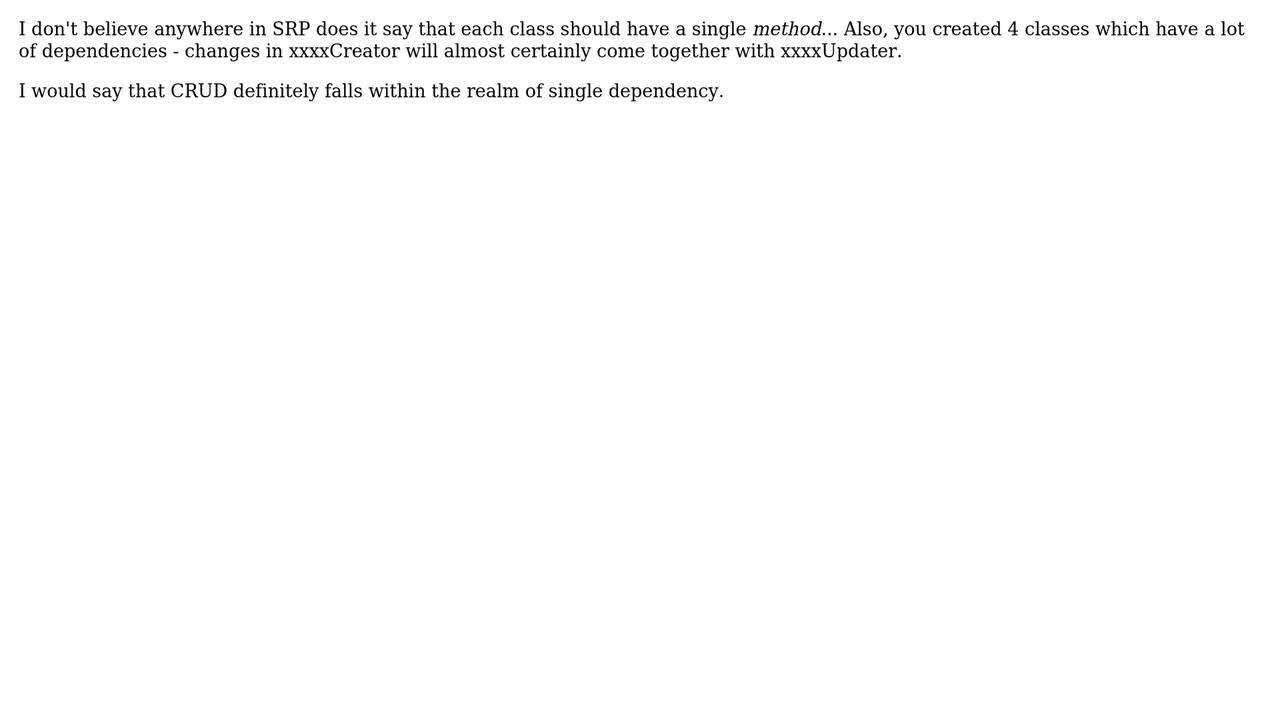 I don't believe anywhere in SRP does it say that each class should have a single method... Also, you created 4 classes which have a lot
of dependencies - changes in xxxxCreator will almost certainly come together with xxxxUpdater.
I would say that CRUD definitely falls within the realm of single dependency.